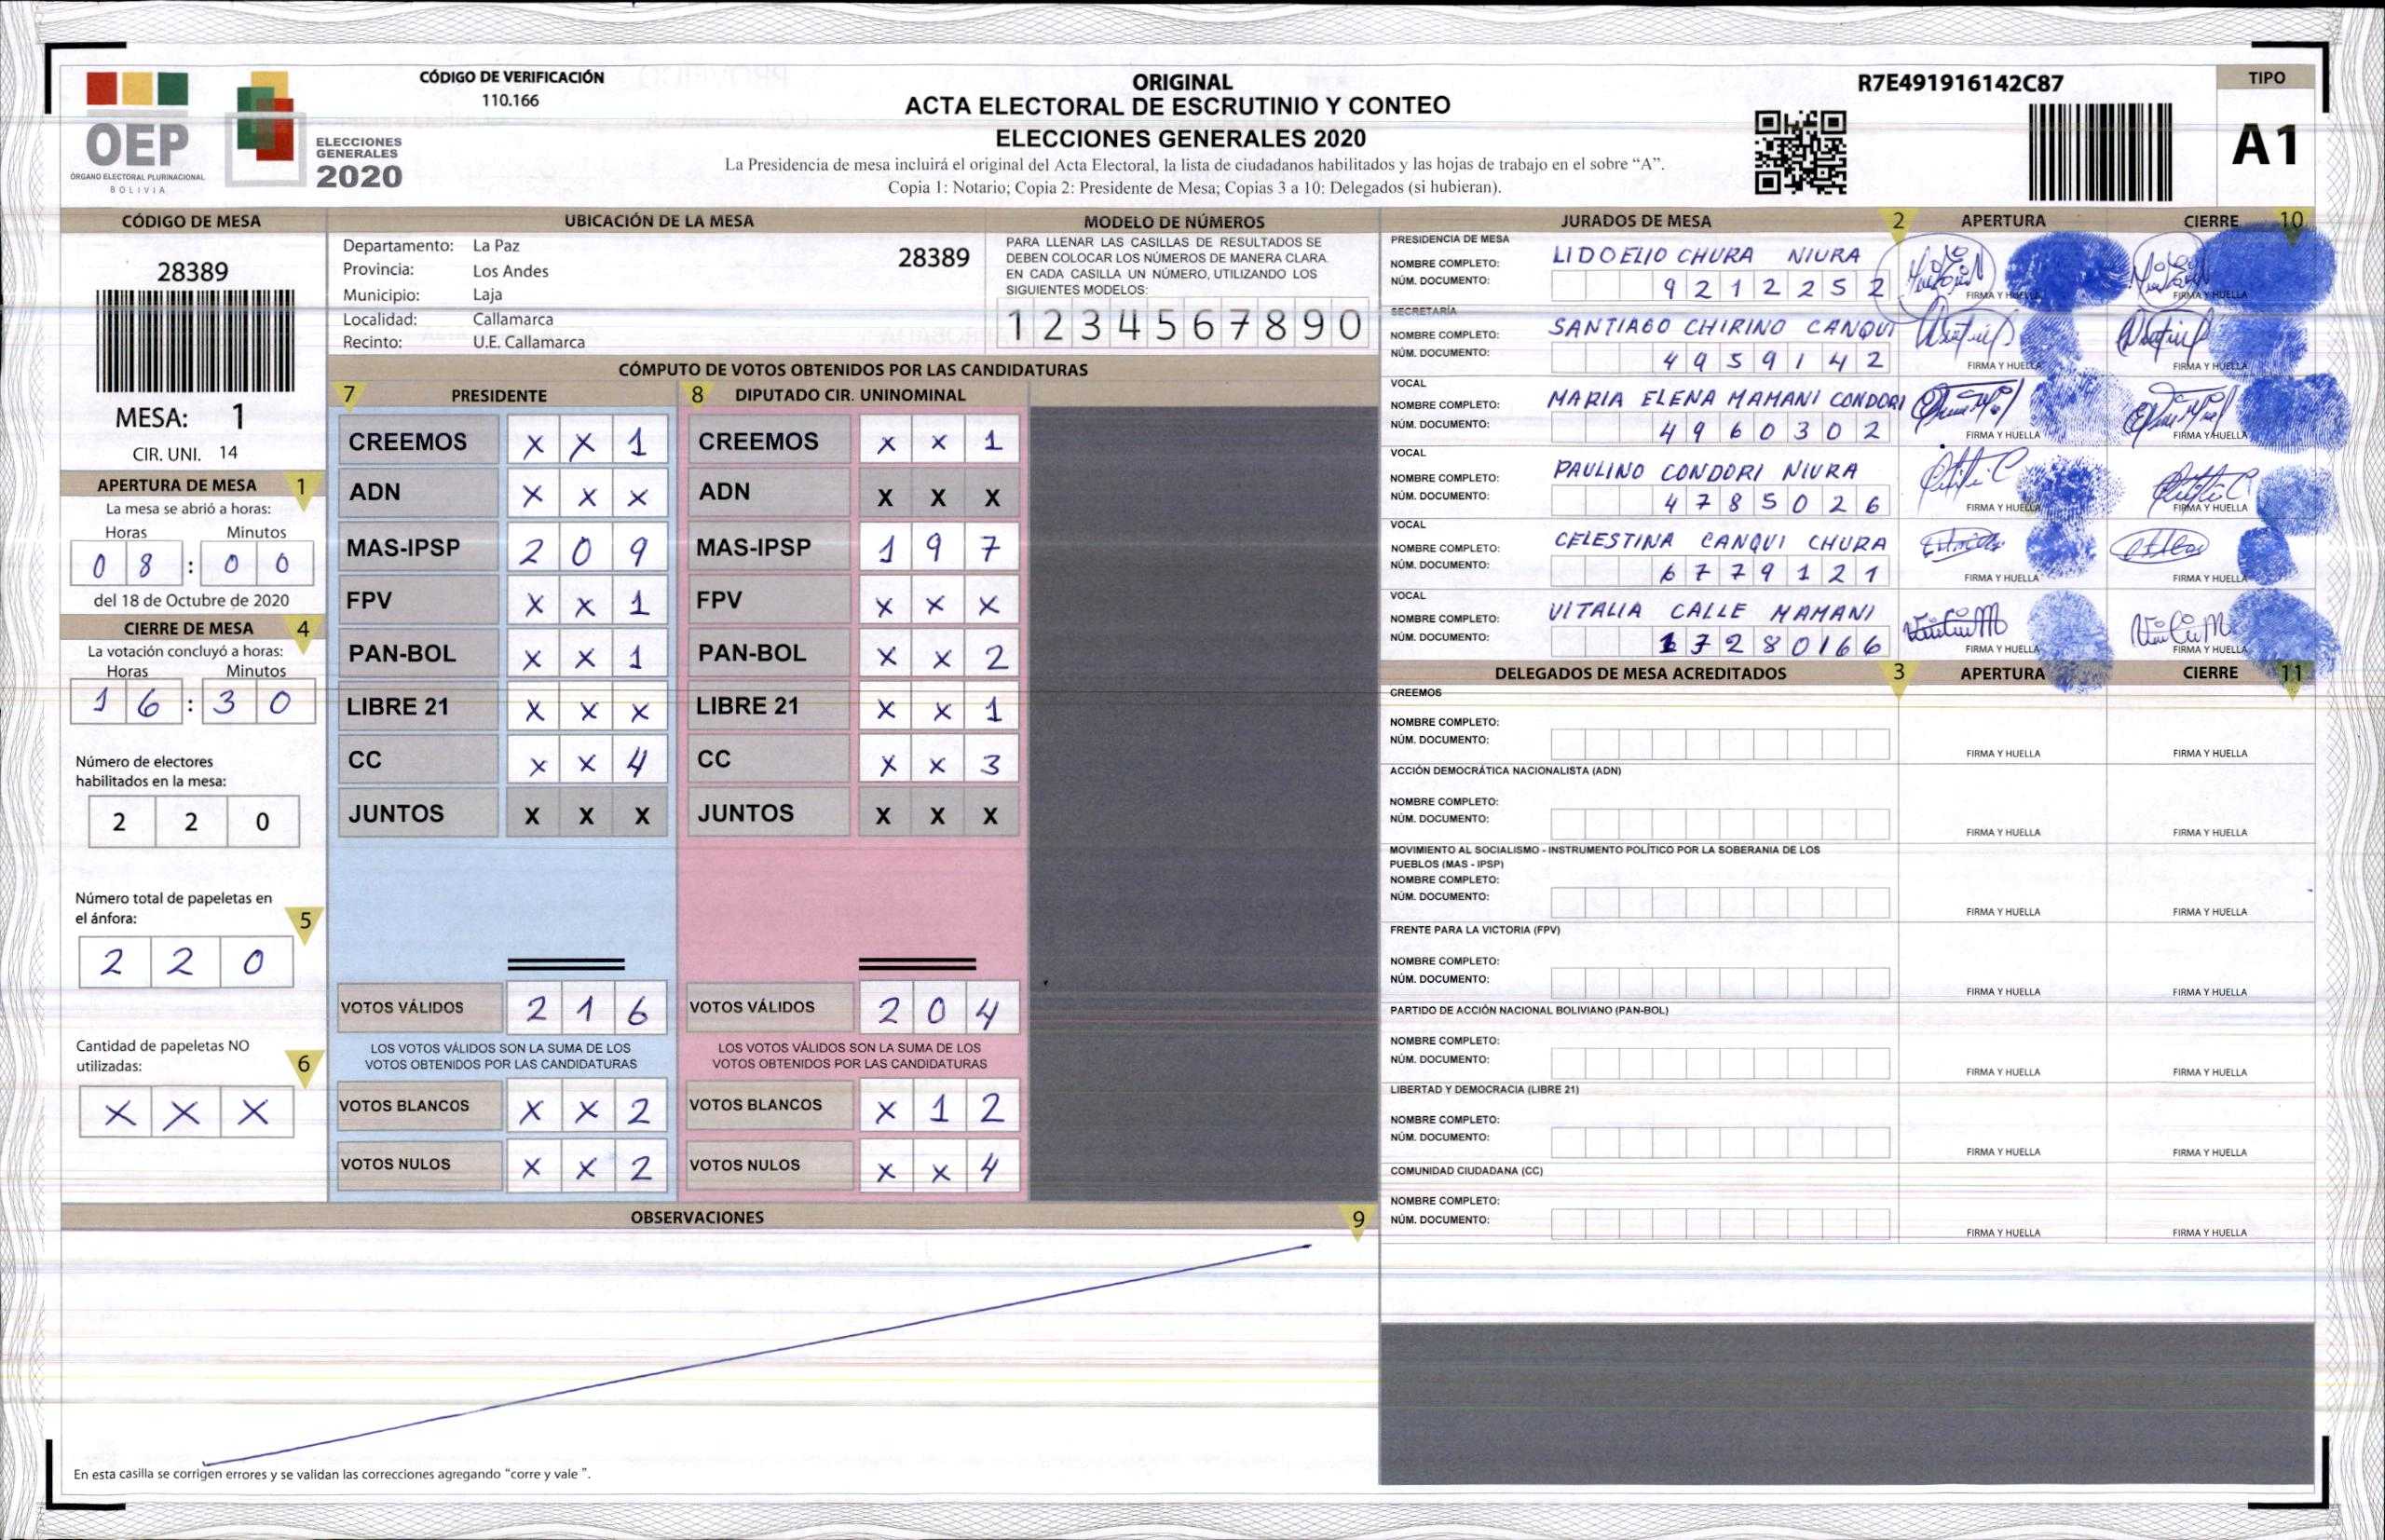 CÓDIGO DE VERIFICACIÓN
110.166
OEP
ÓRGANO ELECTORAL PLURINACIONAL
BOLIVIA
ELECCIONES
GENERALES
2020
ORIGINAL
ACTA ELECTORAL DE ESCRUTINIO Y CONTEO
ELECCIONES GENERALES 2020
La Presidencia de mesa incluirá el original del Acta Electoral, la lista de ciudadanos habilitados y las hojas de trabajo en el sobre “A”.
Copia 1: Notario; Copia 2: Presidente de Mesa; Copias 3 a 10: Delegados (si hubieran).
R7E491916142C87
TIPO
A1
CÓDIGO DE MESA
28389
MESA: 1
CIR. UNI. 14
APERTURA DE MESA 1
La mesa se abrió a horas:
Horas Minutos
0 8 : 0 0
del 18 de Octubre de 2020
CIERRE DE MESA 4
La votación concluyó a horas:
Horas Minutos
1 6 : 3 0
Número de electores
habilitados en la mesa:
2 2 0
Número total de papeletas en
el ánfora: 5
2 2 0
Cantidad de papeletas NO
utilizadas: 6
X X X
UBICACIÓN DE LA MESA
Departamento: La Paz 28389
Provincia: Los Andes
Municipio: Laja
Localidad: Callamarca
Recinto: U.E. Callamarca
MODELO DE NÚMEROS
PARA LLENAR LAS CASILLAS DE RESULTADOS SE
DEBEN COLOCAR LOS NÚMEROS DE MANERA CLARA.
EN CADA CASILLA UN NÚMERO, UTILIZANDO LOS
SIGUIENTES MODELOS:
1 2 3 4 5 6 7 8 9 0
CÓMPUTO DE VOTOS OBTENIDOS POR LAS CANDIDATURAS
7 PRESIDENTE
CREEMOS X X 1
ADN X X X
MAS-IPSP 2 0 9
FPV X X 1
PAN-BOL X X 1
LIBRE 21 X X X
CC X X 4
JUNTOS X X X
VOTOS VÁLIDOS 2 1 6
LOS VOTOS VÁLIDOS SON LA SUMA DE LOS
VOTOS OBTENIDOS POR LAS CANDIDATURAS
VOTOS BLANCOS X X 2
VOTOS NULOS X X 2
8 DIPUTADO CIR. UNINOMINAL
CREEMOS X X 1
ADN X X X
MAS-IPSP 1 9 7
FPV X X X
PAN-BOL X X 2
LIBRE 21 X X 1
CC X X 3
JUNTOS X X X
VOTOS VÁLIDOS 2 0 4
LOS VOTOS VÁLIDOS SON LA SUMA DE LOS
VOTOS OBTENIDOS POR LAS CANDIDATURAS
VOTOS BLANCOS X 1 2
VOTOS NULOS X X 4
OBSERVACIONES 9
En esta casilla se corrigen errores y se validan las correcciones agregando “corre y vale ”.
JURADOS DE MESA 2 APERTURA CIERRE 10
PRESIDENCIA DE MESA
NOMBRE COMPLETO: LIDOELIO CHURA NIURA
NÚM. DOCUMENTO: 9 2 1 2 2 5 2
FIRMA Y HUELLA FIRMA Y HUELLA
SECRETARÍA
NOMBRE COMPLETO: SANTIAGO CHIRINO CANQUI
NÚM. DOCUMENTO: 4 9 5 9 1 4 2
FIRMA Y HUELLA FIRMA Y HUELLA
VOCAL
NOMBRE COMPLETO: MARIA ELENA MAMANI CONDORI
NÚM. DOCUMENTO: 4 9 6 0 3 0 2
FIRMA Y HUELLA FIRMA Y HUELLA
VOCAL
NOMBRE COMPLETO: PAULINO CONDORI NIURA
NÚM. DOCUMENTO: 4 7 8 5 0 2 6
FIRMA Y HUELLA FIRMA Y HUELLA
VOCAL
NOMBRE COMPLETO: CELESTINA CANQUI CHURA
NÚM. DOCUMENTO: 6 7 7 9 1 2 1
FIRMA Y HUELLA FIRMA Y HUELLA
VOCAL
NOMBRE COMPLETO: VITALIA CALLE MAMANI
NÚM. DOCUMENTO: 1 7 2 8 0 1 6 6
FIRMA Y HUELLA FIRMA Y HUELLA
DELEGADOS DE MESA ACREDITADOS 3 APERTURA CIERRE 11
CREEMOS
NOMBRE COMPLETO:
NÚM. DOCUMENTO:
FIRMA Y HUELLA FIRMA Y HUELLA
ACCIÓN DEMOCRÁTICA NACIONALISTA (ADN)
NOMBRE COMPLETO:
NÚM. DOCUMENTO:
FIRMA Y HUELLA FIRMA Y HUELLA
MOVIMIENTO AL SOCIALISMO - INSTRUMENTO POLÍTICO POR LA SOBERANIA DE LOS
PUEBLOS (MAS - IPSP)
NOMBRE COMPLETO:
NÚM. DOCUMENTO:
FIRMA Y HUELLA FIRMA Y HUELLA
FRENTE PARA LA VICTORIA (FPV)
NOMBRE COMPLETO:
NÚM. DOCUMENTO:
FIRMA Y HUELLA FIRMA Y HUELLA
PARTIDO DE ACCIÓN NACIONAL BOLIVIANO (PAN-BOL)
NOMBRE COMPLETO:
NÚM. DOCUMENTO:
FIRMA Y HUELLA FIRMA Y HUELLA
LIBERTAD Y DEMOCRACIA (LIBRE 21)
NOMBRE COMPLETO:
NÚM. DOCUMENTO:
FIRMA Y HUELLA FIRMA Y HUELLA
COMUNIDAD CIUDADANA (CC)
NOMBRE COMPLETO:
NÚM. DOCUMENTO:
FIRMA Y HUELLA FIRMA Y HUELLA